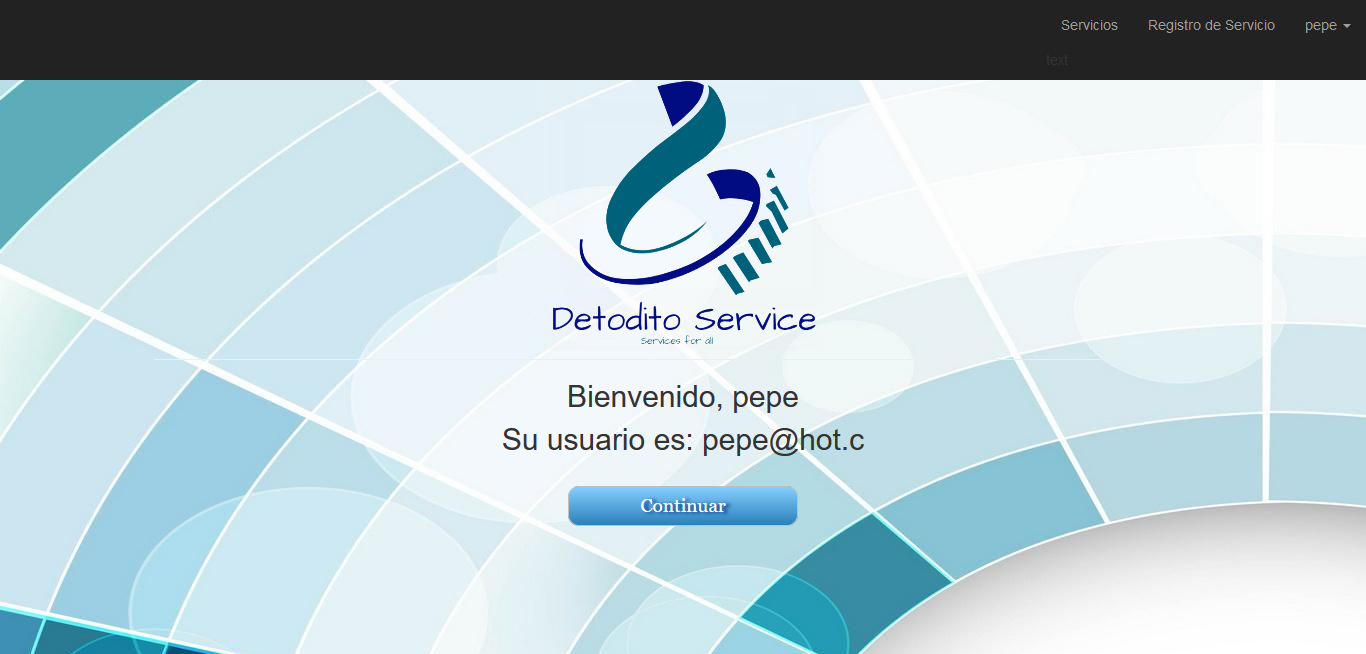 Servicios Registro de Servicio pepe
text
Detodito Service
Services for all
Bienvenido, pepe
Su usuario es: pepe@hot.c
Continuar